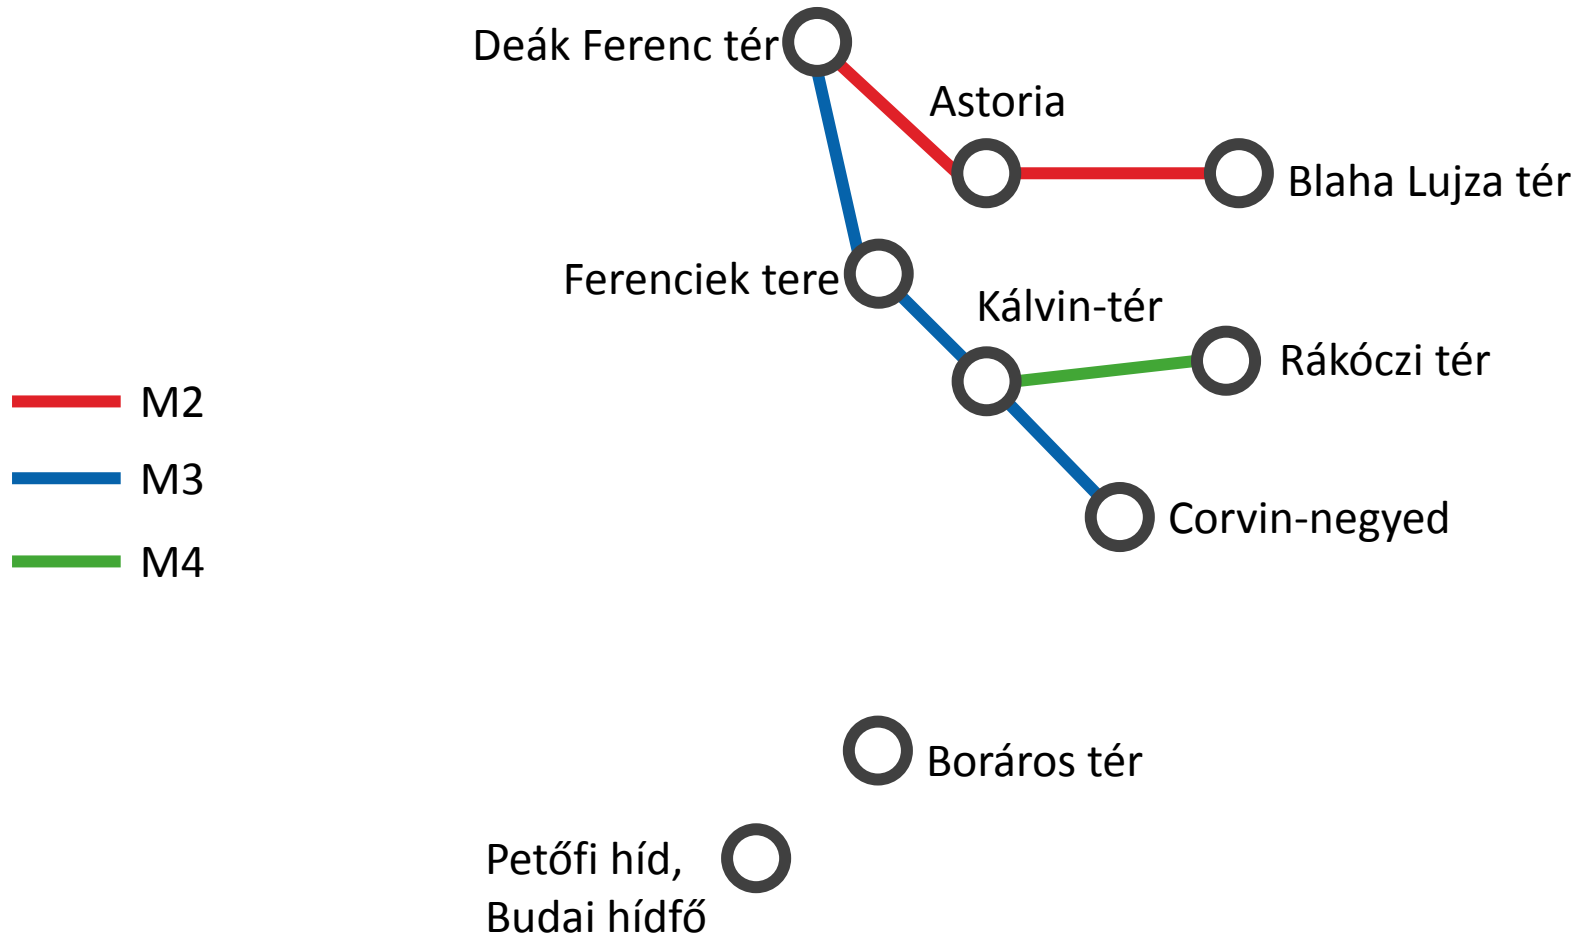 Deák Ferenc tér
Astoria
Blaha Lujza tér
Ferenciek tere
Kálvin-tér
Rákóczi tér
M2
M3
Corvin-negyed
M4
Boráros tér
Petőfi híd,
Budai hídfő